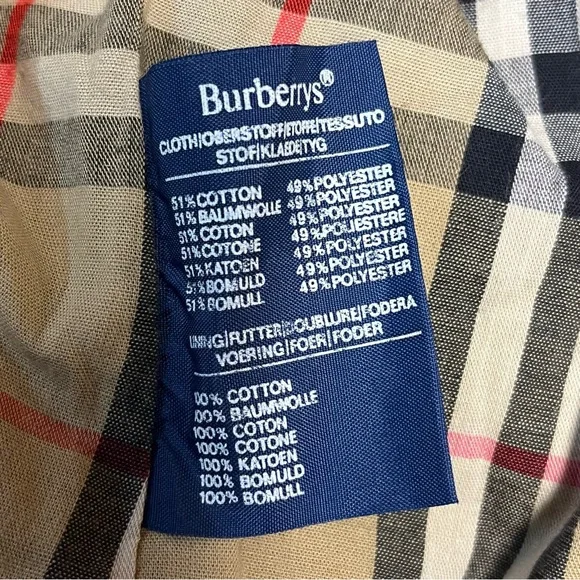 Burberrys®
CLOTH|OBERSTOFF|ETOFFE|TESSUTO
STOF|KLAEDE|TYG
51% COTTON 49% POLYESTER
51% BAUMWOLLE 49% POLYESTER
51% COTON 49% POLYESTER
51% COTONE 49% POLIESTERE
51% KATOEN 49% POLYESTER
51% BOMULD 49% POLYESTER
51% BOMULL 49% POLYESTER
LINING|FUTTER|DOUBLURE|FODERA
VOERING|FOER|FODER
100% COTTON
100% BAUMWOLLE
100% COTON
100% COTONE
100% KATOEN
100% BOMULD
100% BOMULL